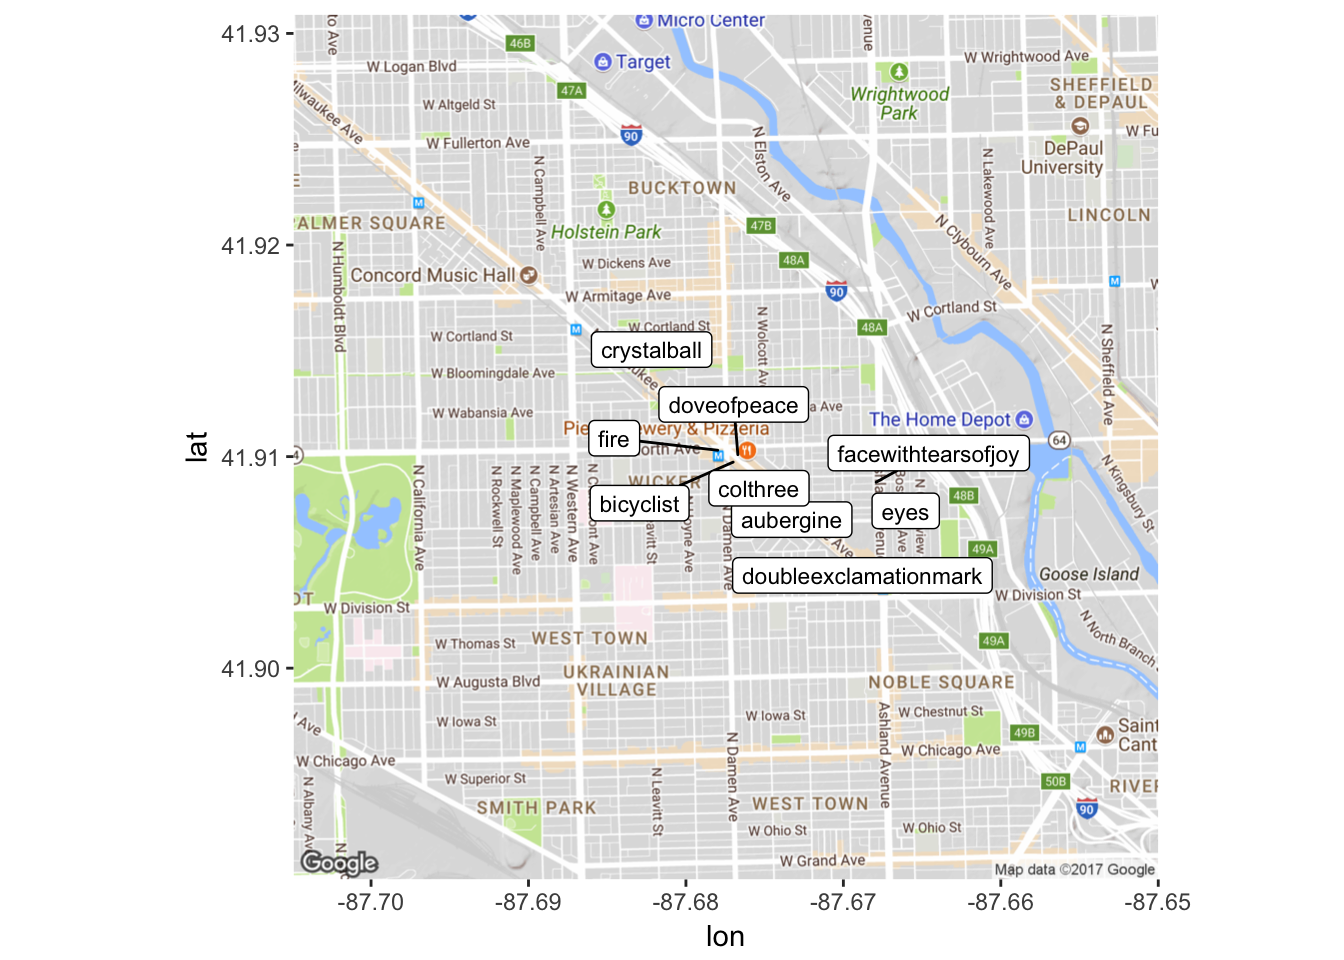 Micro Center
41.93
46B
W Logan Blvd
Target
W Wrightwood Ave
47A
W Altgeld St
Wrightwood
Park
SHEFFIELD
& DEPAUL
Milwaukee Ave
90
W Fullerton Ave
N Elston Ave
DePaul
University
W Fu
N Campbell Ave
BUCKTOWN
N Lakewood Ave
M
ALMER SQUARE
Holstein Park
47B
LINCOLN
41.92
N Humboldt Blvd
Concord Music Hall
W Dickens Ave
48A
N Clybourn Ave
W Armitage Ave
90
M
M
W Cortland St
W Cortland St
N Wolcott Ave
48A
W Cortland St
N Sheffield Ave
crystalball
W Bloomingdale Ave
ukee
doveofpeace
a Ave
W Wabansia Ave
The Home Depot
fire
ewery & Pizzeria
orth Ave
M
64
facewithtearsofjoy
41.91
lat
N California Ave
N Rockwell St
N Maplewood Ave
N Campbell Ave
N Artesian Ave
N Western Ave
WICKER
bicyclist
colthree
aubergine
eyes
48B
N Kingsbury St
N Damen Ave
49A
doubleexclamationmark
Goose Island
W Division St
W Division St
W Thomas St
WEST TOWN
49A
N North Branch
41.90
UKRAINIAN
VILLAGE
W Augusta Blvd
NOBLE SQUARE
W Iowa St
W Iowa St
W Chestnut St
Ashland Avenue
49B
Saint
Cant
W Chicago Ave
W Chicago Ave
M
N Damen Ave
N Leavitt St
W Superior St
50B
RIVER
N Albany Av
SMITH PARK
WEST TOWN
90
W Ohio St
W Ohio St
W Grand Ave
Google
Map data ©2017 Google
-87.70
-87.69
-87.68
-87.67
-87.66
-87.65
lon